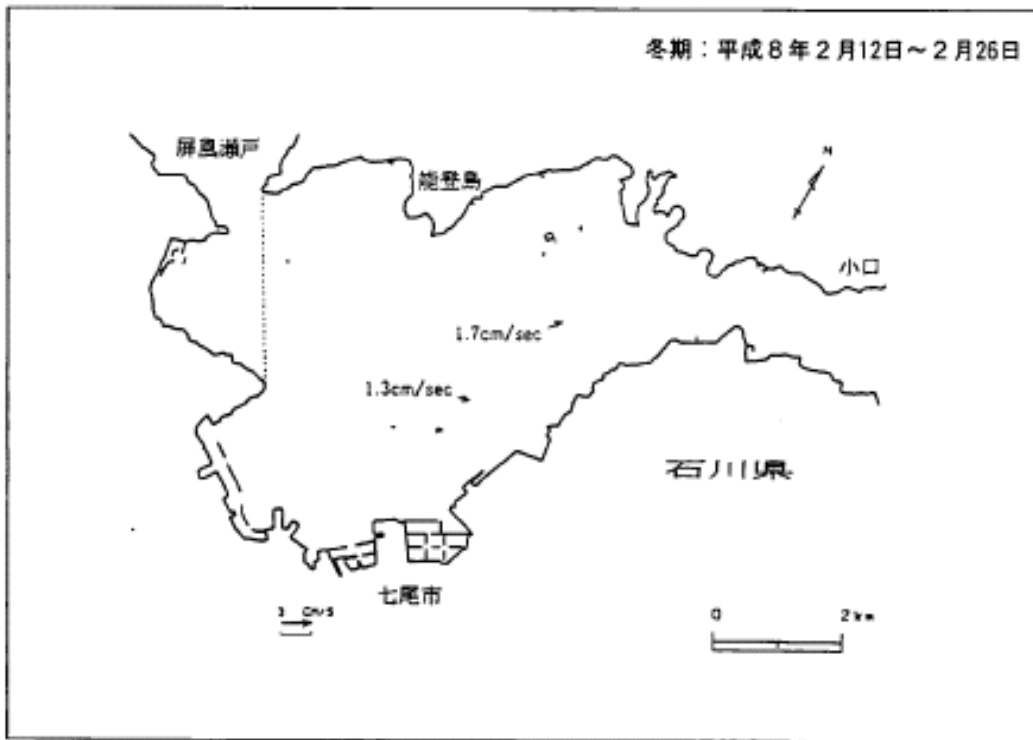 冬期：平成８年２月12日～２月26日
屏風瀬戸
能登島
N
小口
1.7cm/sec
1.3cm/sec
石川県
七尾市
3 CM/S
0 2km